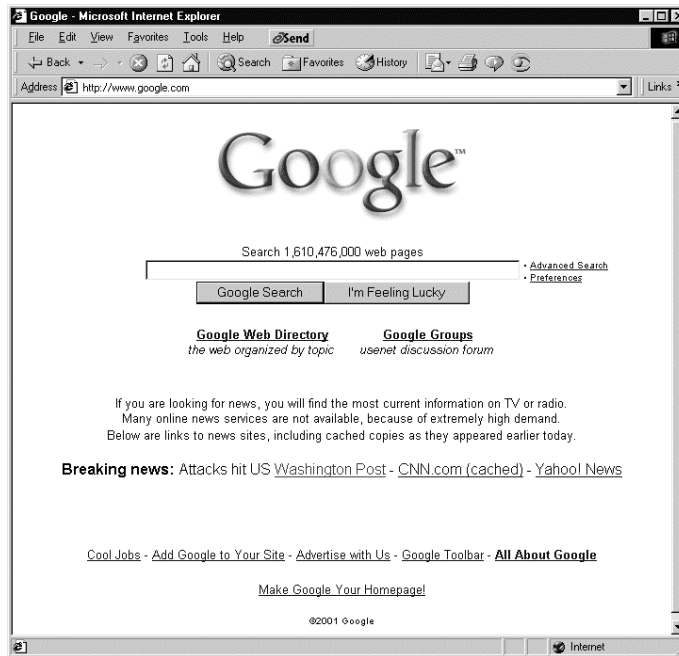 Google - Microsoft Internet Explorer
File Edit View Favorites Tools Help Send
Back Search Favorites History
Address http://www.google.com Links
Google™
Search 1,610,476,000 web pages
• Advanced Search
• Preferences
Google Search I'm Feeling Lucky
Google Web Directory Google Groups
the web organized by topic usenet discussion forum
If you are looking for news, you will find the most current information on TV or radio.
Many online news services are not available, because of extremely high demand.
Below are links to news sites, including cached copies as they appeared earlier today.
Breaking news: Attacks hit US Washington Post - CNN.com (cached) - Yahoo! News
Cool Jobs - Add Google to Your Site - Advertise with Us - Google Toolbar - All About Google
Make Google Your Homepage!
©2001 Google
Internet